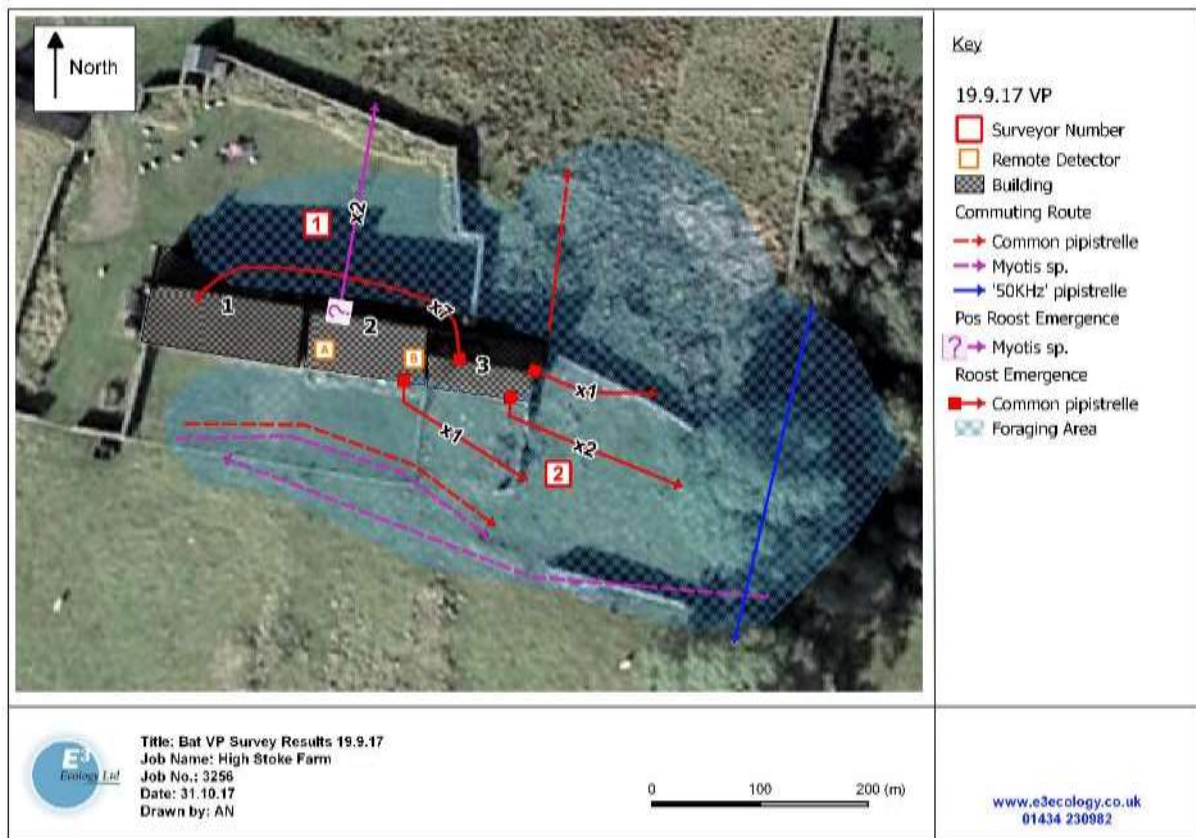 North
1
x2
1
x7
2
?
A
B
3
x1
x1
x2
2
Key
19.9.17 VP
Surveyor Number
Remote Detector
Building
Commuting Route
Common pipistrelle
Myotis sp.
'50KHz' pipistrelle
Pos Roost Emergence
? Myotis sp.
Roost Emergence
Common pipistrelle
Foraging Area
E³
Ecology Ltd
Title: Bat VP Survey Results 19.9.17
Job Name: High Stoke Farm
Job No.: 3256
Date: 31.10.17
Drawn by: AN
0 100 200 (m)
www.e3ecology.co.uk
01434 230982